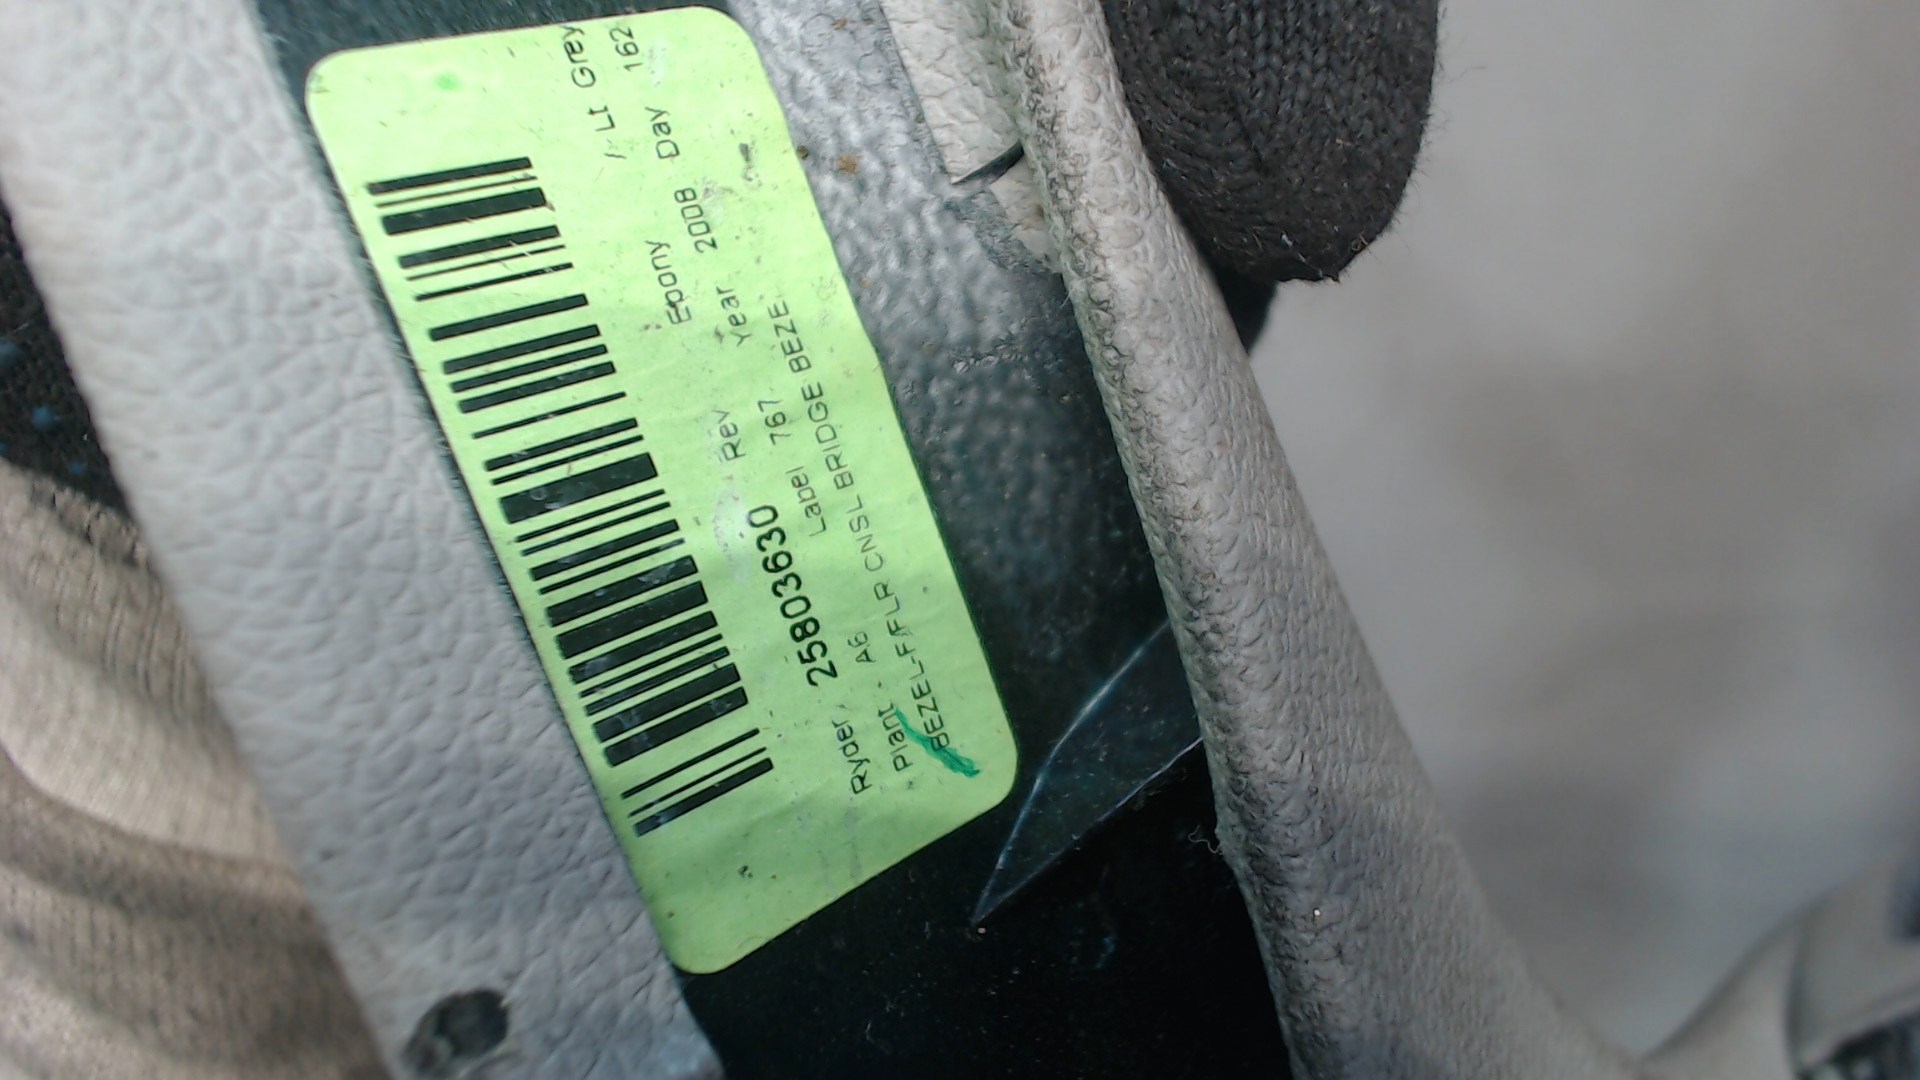 Ebony / LT Grey
25803630 Rev Year 2008 Day 162
Ryder, Label 767
Plant - A6
BEZEL-F/FLR CNSL BRIDGE BEZE